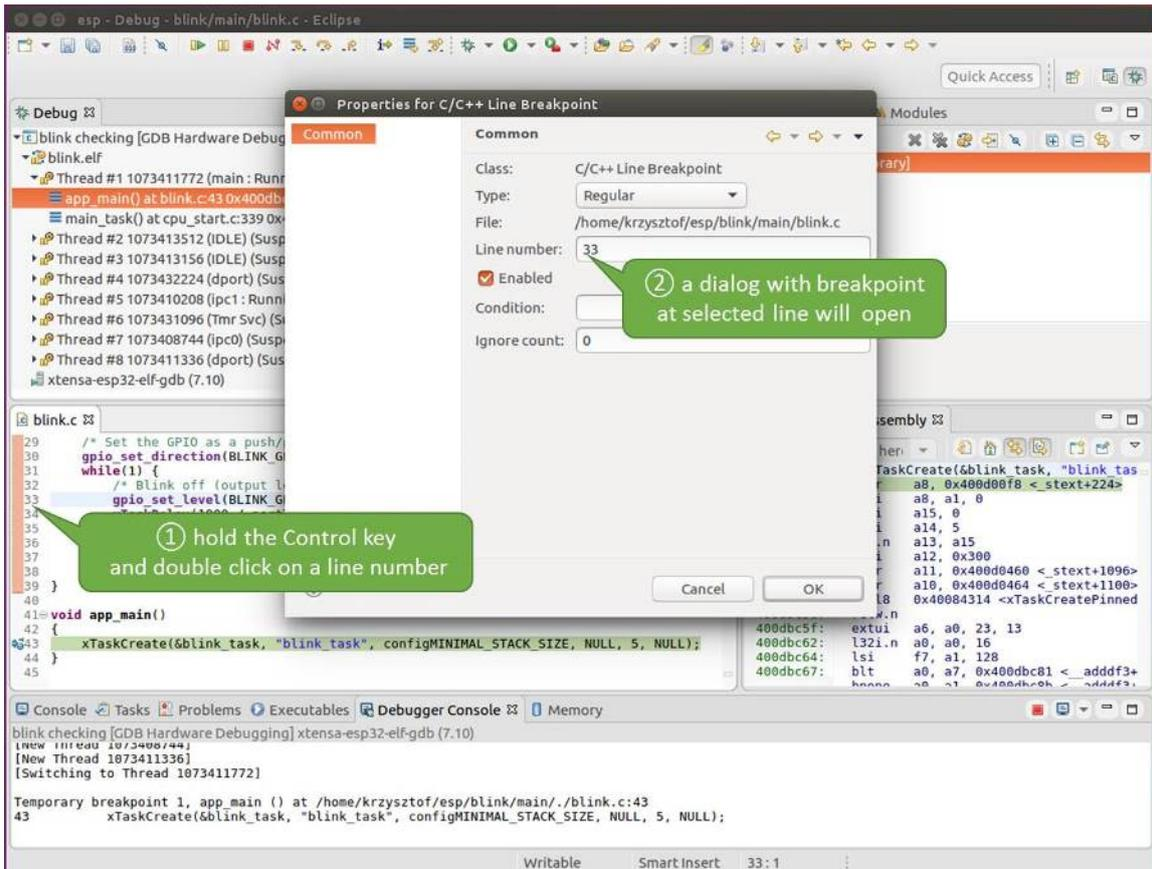 esp - Debug - blink/main/blink.c - Eclipse
Quick Access
Debug
blink checking [GDB Hardware Debug
blink.elf
Thread #1 1073411772 (main : Runn
app_main() at blink.c:43 0x400db
main_task() at cpu_start.c:339 0x4
Thread #2 1073413512 (IDLE) (Susp
Thread #3 1073413156 (IDLE) (Susp
Thread #4 1073432224 (dport) (Sus
Thread #5 1073410208 (ipc1 : Runni
Thread #6 1073431096 (Tmr Svc) (S
Thread #7 1073408744 (ipc0) (Susp
Thread #8 1073411336 (dport) (Sus
xtensa-esp32-elf-gdb (7.10)
Properties for C/C++ Line Breakpoint
Common
Common
Class: C/C++ Line Breakpoint
Type: Regular
File: /home/krzysztof/esp/blink/main/blink.c
Line number: 33
Enabled
Condition:
Ignore count: 0
② a dialog with breakpoint
at selected line will open
Cancel OK
Modules
rary]
blink.c
29 /* Set the GPIO as a push/
30 gpio_set_direction(BLINK_G
31 while(1) {
32 /* Blink off (output l
33 gpio_set_level(BLINK_G
34
35
36
37
38
39 }
40
41 void app_main()
42 {
43 xTaskCreate(&blink_task, "blink_task", configMINIMAL_STACK_SIZE, NULL, 5, NULL);
44 }
45
① hold the Control key
and double click on a line number
ssembly
her
TaskCreate(&blink_task, "blink_tas
r a8, 0x400d00f8 <_stext+224>
i a8, a1, 0
i a15, 0
i a14, 5
.n a13, a15
i a12, 0x300
r a11, 0x400d0460 <_stext+1096>
r a10, 0x400d0464 <_stext+1100>
l8 0x40084314 <xTaskCreatePinned
400dbc5f: extui a6, a0, 23, 13
400dbc62: l32i.n a0, a0, 16
400dbc64: lsi f7, a1, 128
400dbc67: blt a0, a7, 0x400dbc81 <__adddf3+
Console Tasks Problems Executables Debugger Console Memory
blink checking [GDB Hardware Debugging] xtensa-esp32-elf-gdb (7.10)
[New Thread 1073408744]
[New Thread 1073411336]
[Switching to Thread 1073411772]
Temporary breakpoint 1, app_main () at /home/krzysztof/esp/blink/main/./blink.c:43
43 xTaskCreate(&blink_task, "blink_task", configMINIMAL_STACK_SIZE, NULL, 5, NULL);
Writable Smart Insert 33 : 1